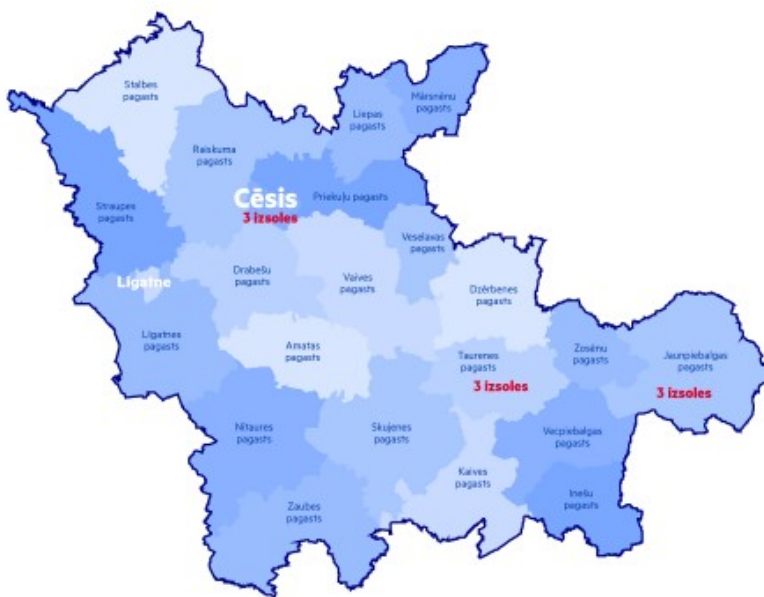 Stalbes
pagasts
Mārsnēnu
pagasts
Liepas
pagasts
Raiskuma
pagasts
Cēsis
3 izsoles
Priekuļu pagasts
Straupes
pagasts
Veselavas
pagasts
Līgatne
Drabešu
pagasts
Vaives
pagasts
Dzērbenes
pagasts
Līgatnes
pagasts
Amatas
pagasts
Taurenes
pagasts
3 izsoles
Zosēnu
pagasts
Jaunpiebalgas
pagasts
3 izsoles
Nītaures
pagasts
Skujenes
pagasts
Vecpiebalgas
pagasts
Kaives
pagasts
Inešu
pagasts
Zaubes
pagasts